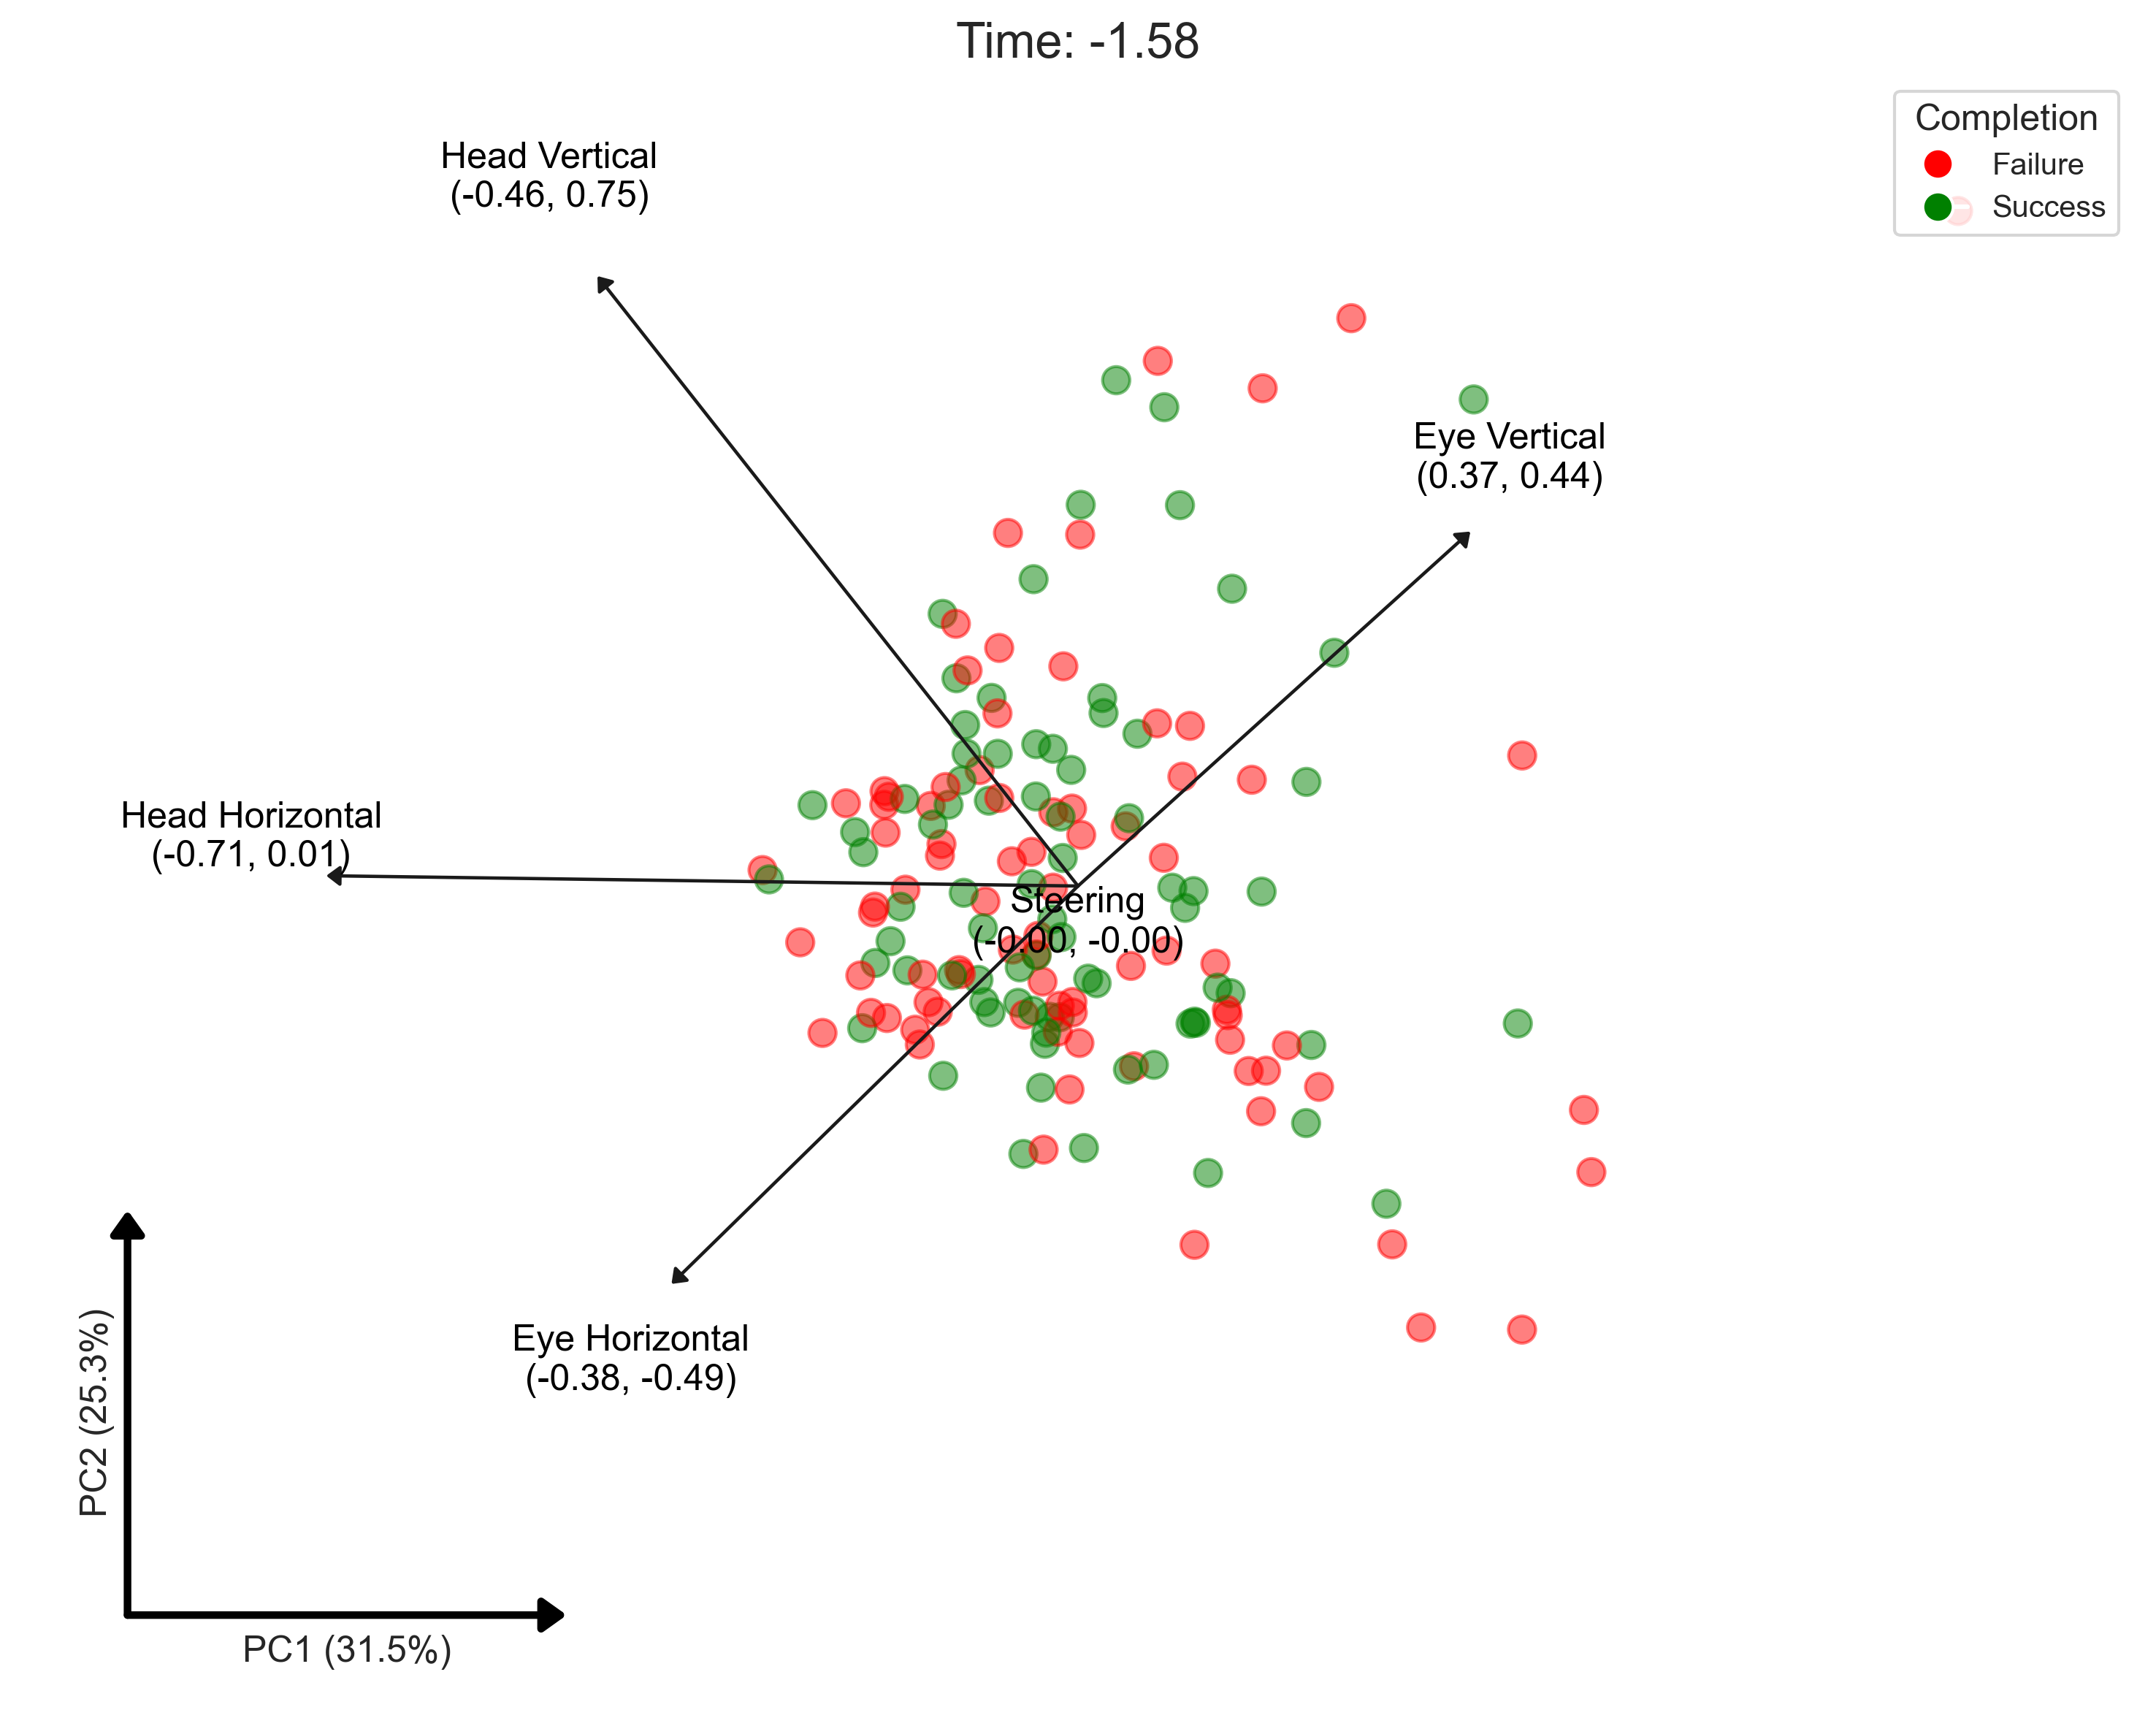 Time: -1.58
Completion
Failure
Success
Head Vertical
(-0.46, 0.75)
Eye Vertical
(0.37, 0.44)
Head Horizontal
(-0.71, 0.01)
Steering
(-0.00, -0.00)
Eye Horizontal
(-0.38, -0.49)
PC2 (25.3%)
PC1 (31.5%)